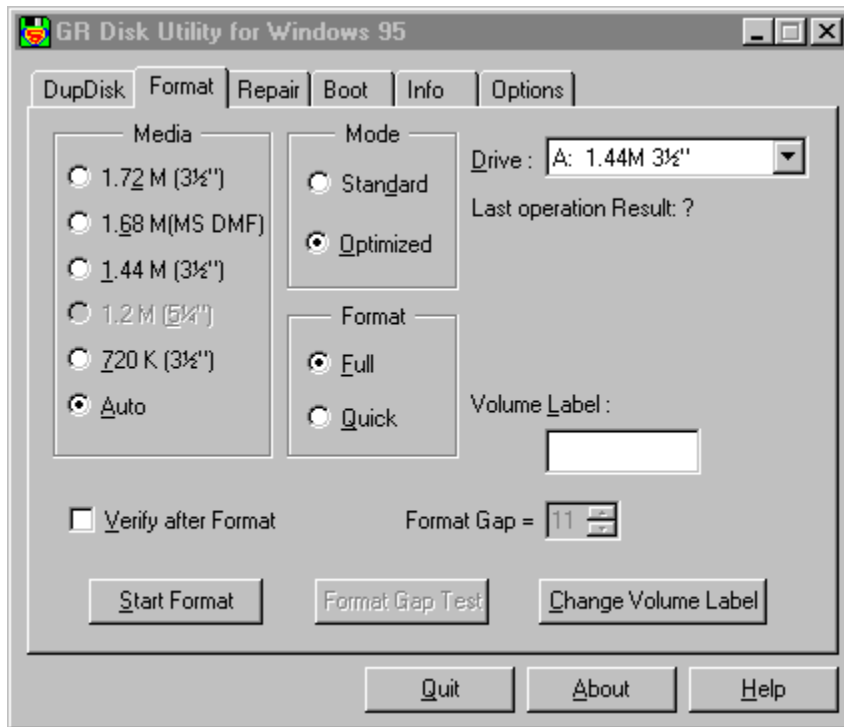 GR Disk Utility for Windows 95
DupDisk Format Repair Boot Info Options
Media
1.72 M (3½")
1.68 M(MS DMF)
1.44 M (3½")
1.2 M (5¼")
720 K (3½")
Auto
Mode
Standard
Optimized
Format
Full
Quick
Drive : A: 1.44M 3½"
Last operation Result: ?
Volume Label :
Verify after Format
Format Gap = 11
Start Format
Format Gap Test
Change Volume Label
Quit
About
Help